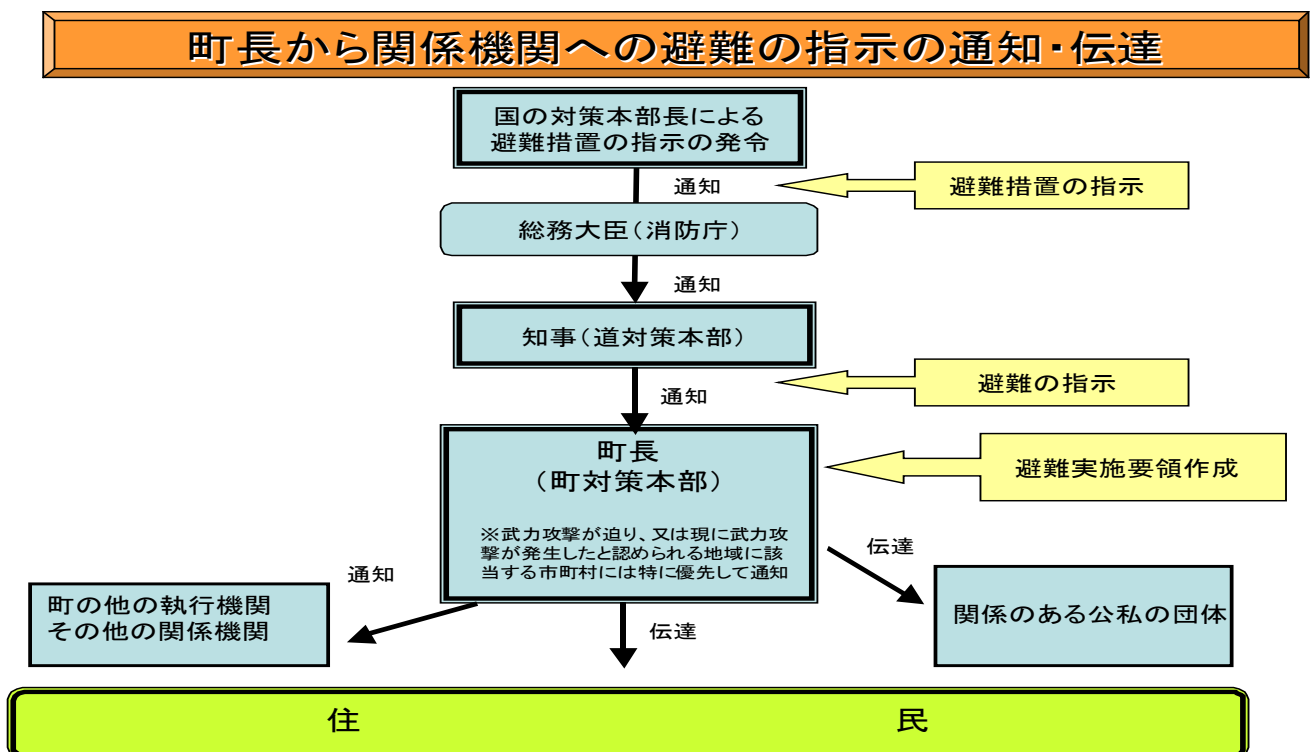 町長から関係機関への避難の指示の通知・伝達
国の対策本部長による
避難措置の指示の発令
通知
避難措置の指示
総務大臣（消防庁）
通知
知事（道対策本部）
通知
避難の指示
町長
（町対策本部）
避難実施要領作成
※武力攻撃が迫り、又は現に武力攻
撃が発生したと認められる地域に該
当する市町村には特に優先して通知
伝達
通知
町の他の執行機関
その他の関係機関
伝達
関係のある公私の団体
住　民